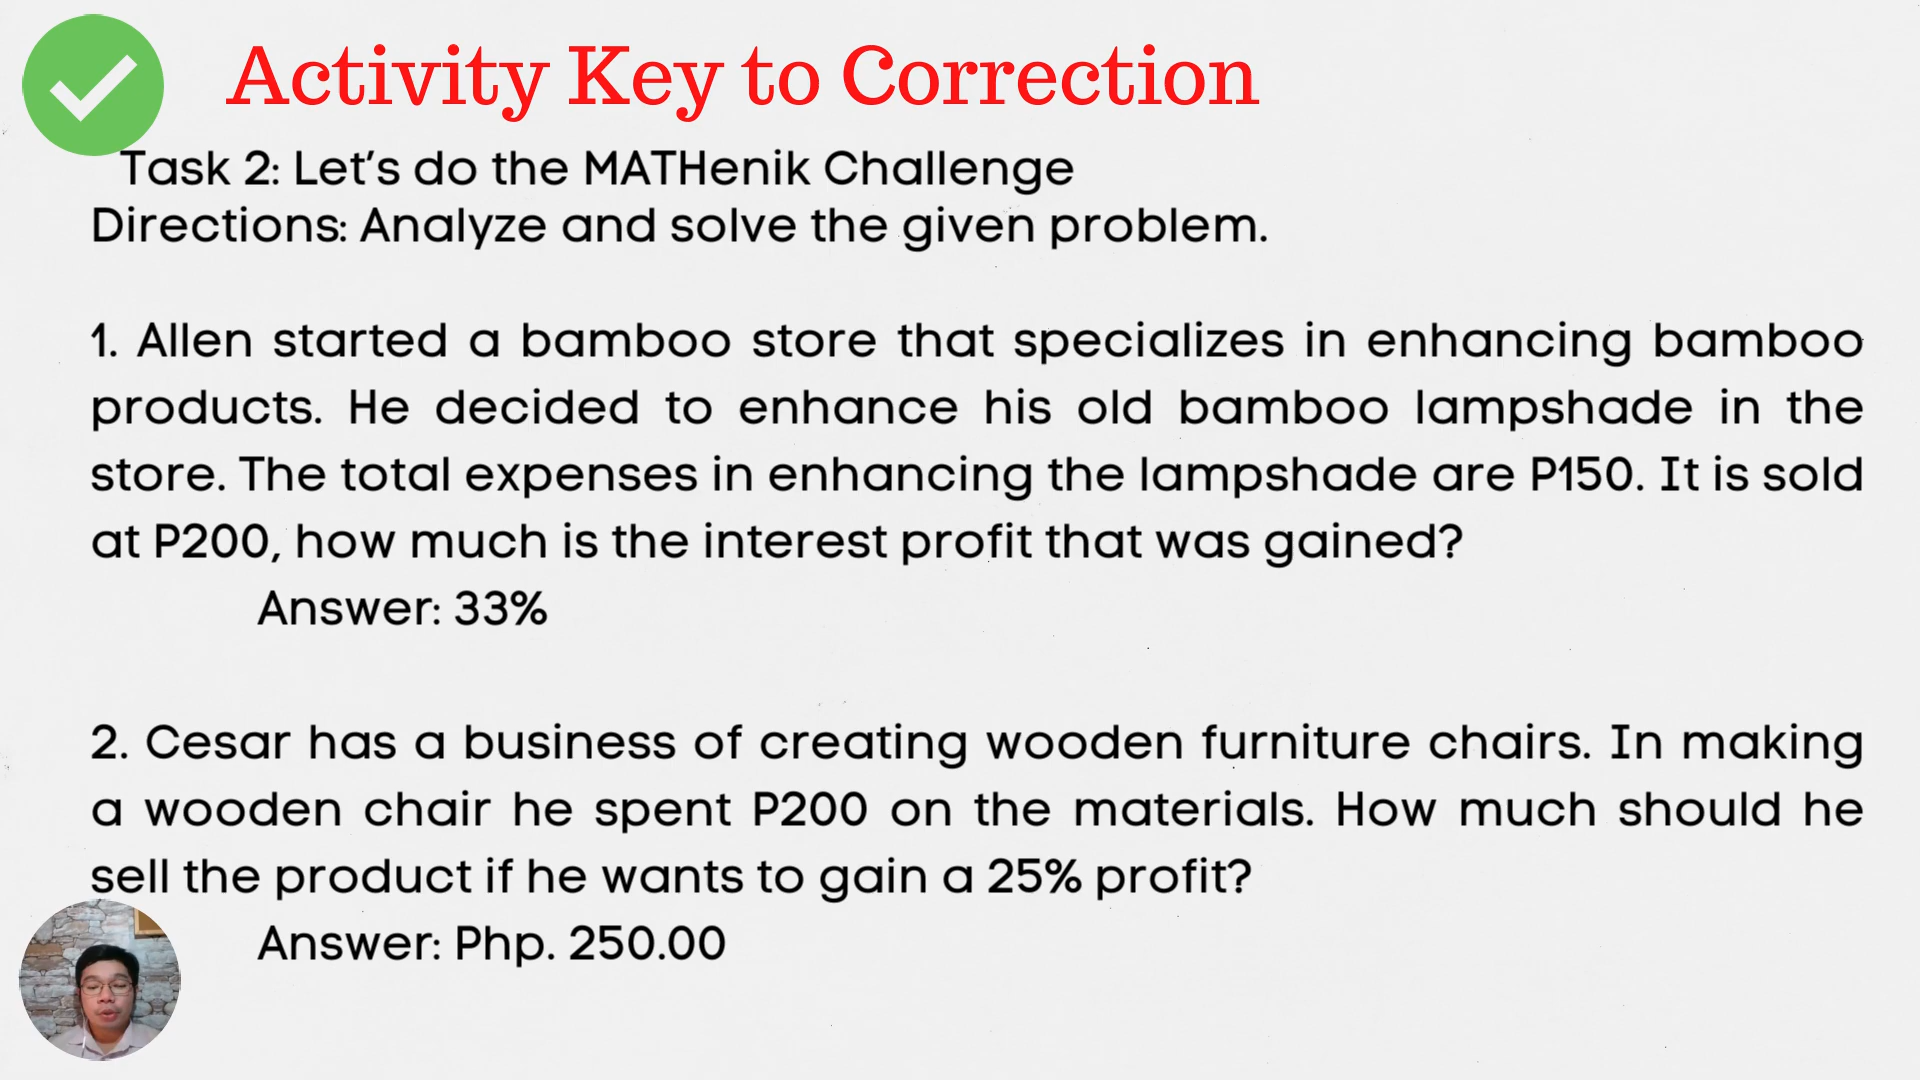 Activity Key to Correction
Task 2: Let's do the MATHenik Challenge
Directions: Analyze and solve the given problem.
1. Allen started a bamboo store that specializes in enhancing bamboo
products. He decided to enhance his old bamboo lampshade in the
store. The total expenses in enhancing the lampshade are P150. It is sold
at P200, how much is the interest profit that was gained?
Answer: 33%
2. Cesar has a business of creating wooden furniture chairs. In making
a wooden chair he spent P200 on the materials. How much should he
sell the product if he wants to gain a 25% profit?
Answer: Php. 250.00